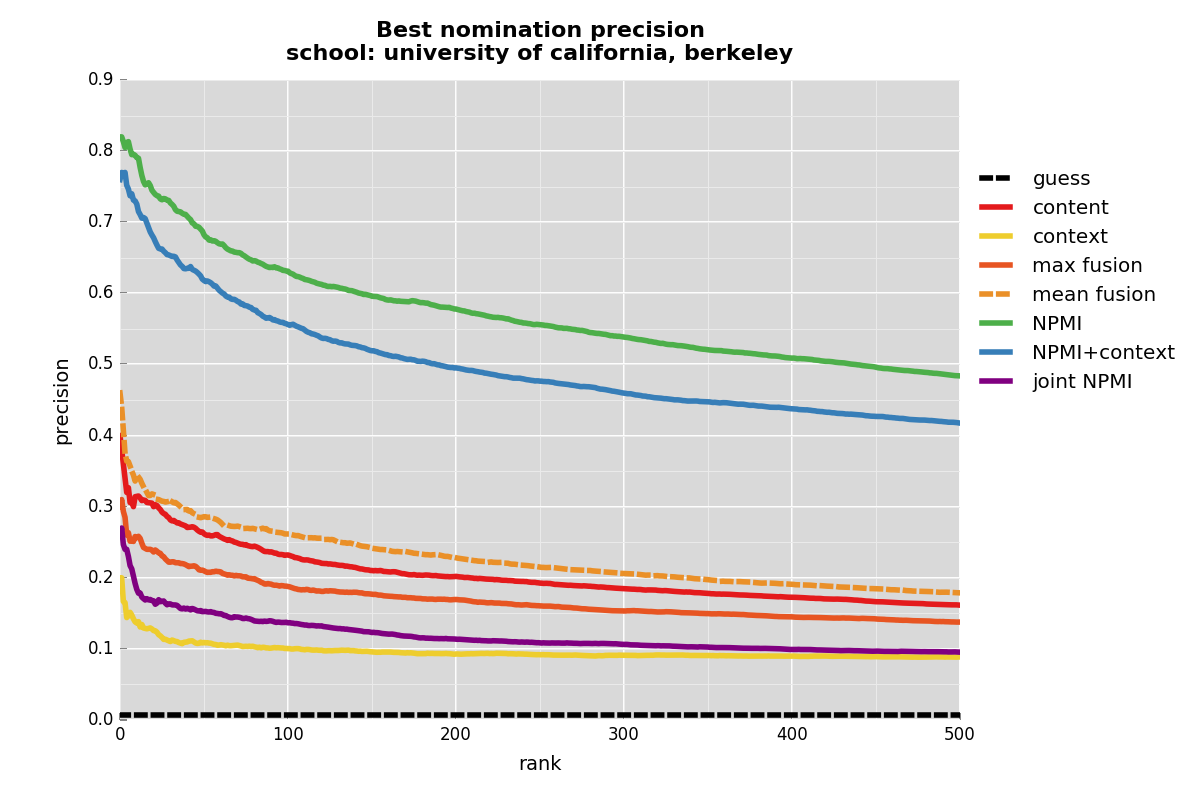 Best nomination precision
school: university of california, berkeley
0.9
0.8
0.7
0.6
0.5
0.4
0.3
0.2
0.1
0.0
precision
0 100 200 300 400 500
rank
guess
content
context
max fusion
mean fusion
NPMI
NPMI+context
joint NPMI